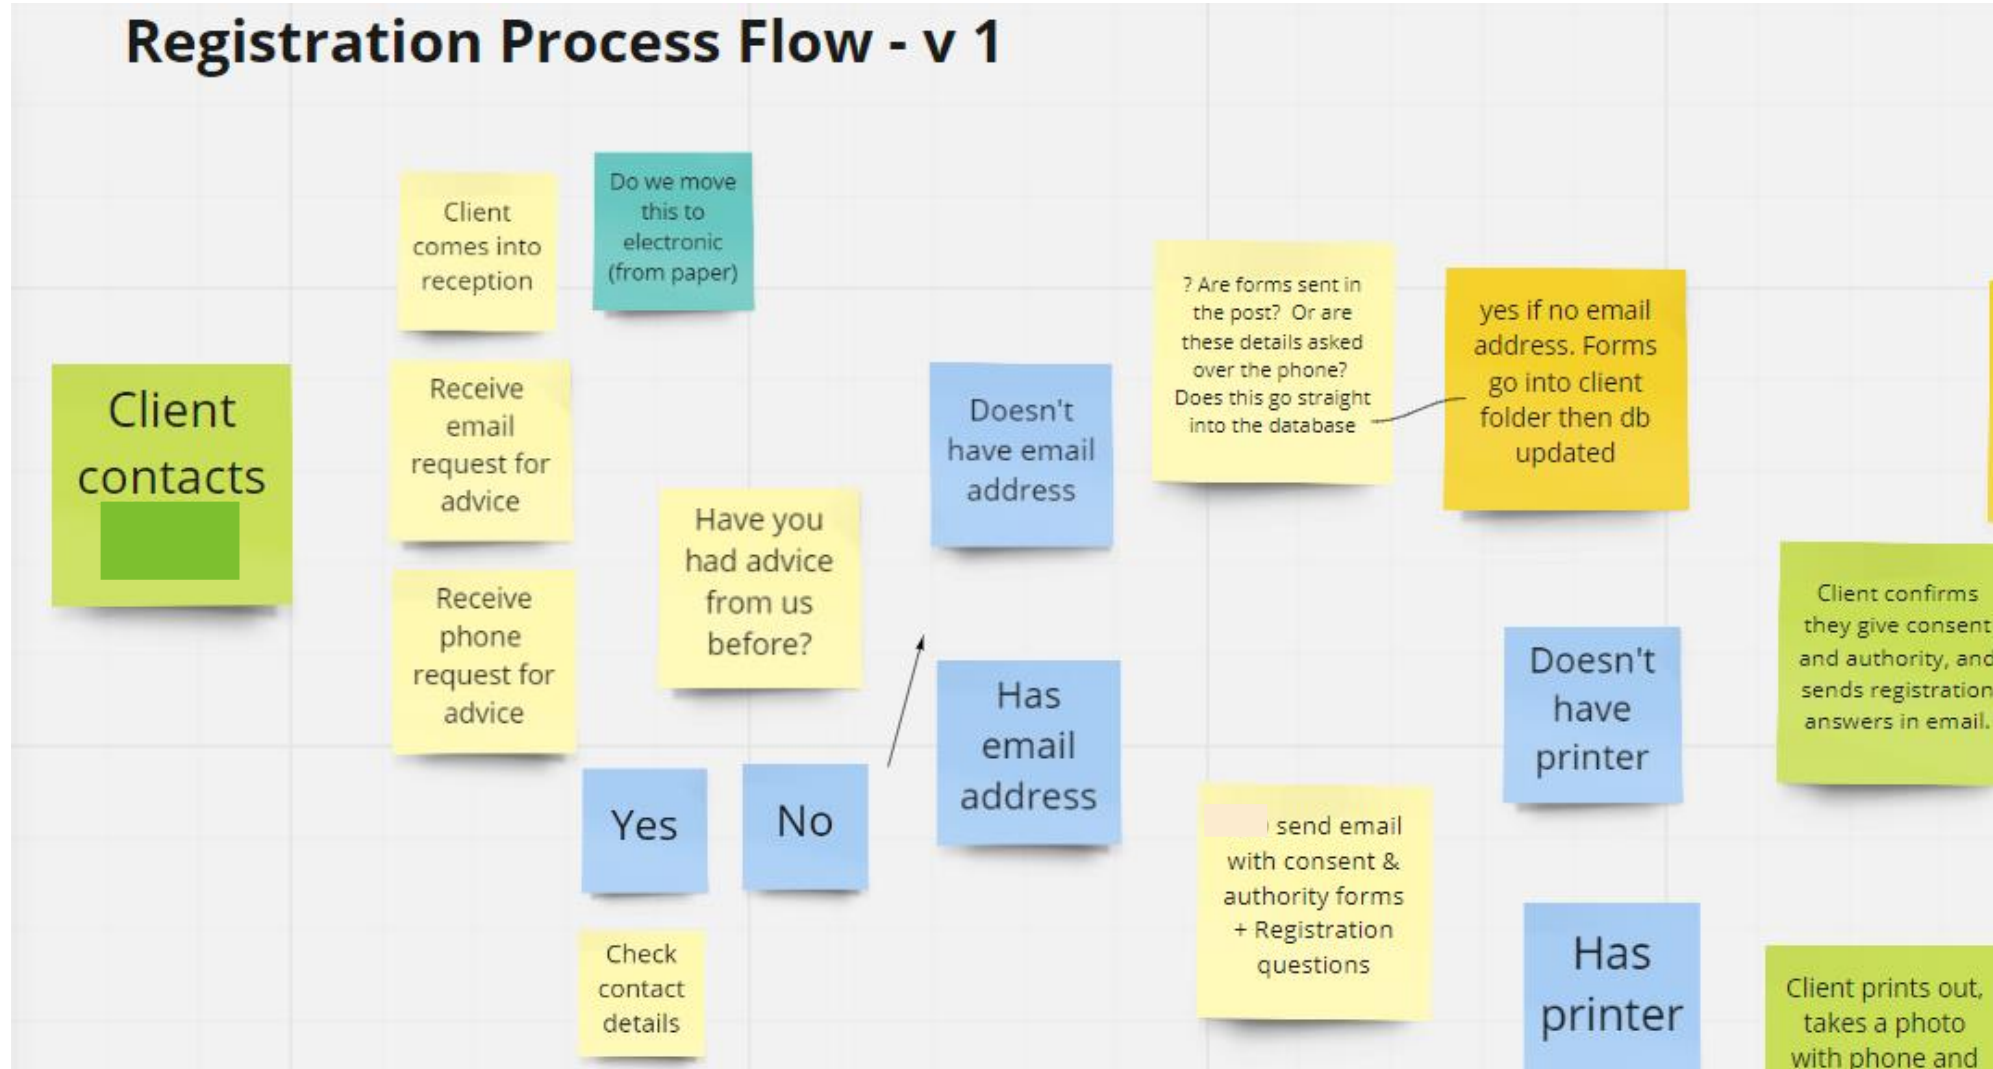 Registration Process Flow - v 1
Client
comes into
reception
Do we move
this to
electronic
(from paper)
Client
contacts
Receive
email
request for
advice
Receive
phone
request for
advice
Have you
had advice
from us
before?
Yes
No
Check
contact
details
Doesn't
have email
address
Has
email
address
? Are forms sent in
the post? Or are
these details asked
over the phone?
Does this go straight
into the database
yes if no email
address. Forms
go into client
folder then db
updated
send email
with consent &
authority forms
+ Registration
questions
Doesn't
have
printer
Has
printer
Client confirms
they give consent
and authority, and
sends registration
answers in email.
Client prints out,
takes a photo
with phone and